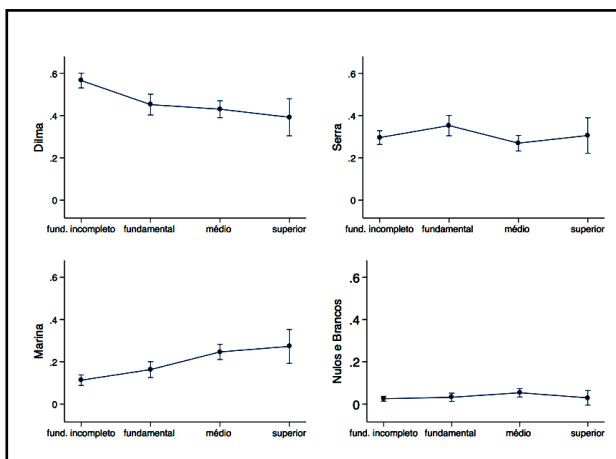 .6
.4
.2
0
Dilma
fund. incompleto fundamental médio superior
.6
.4
.2
0
Serra
fund. incompleto fundamental médio superior
.6
.4
.2
0
Marina
fund. incompleto fundamental médio superior
.6
.4
.2
0
Nulos e Brancos
fund. incompleto fundamental médio superior